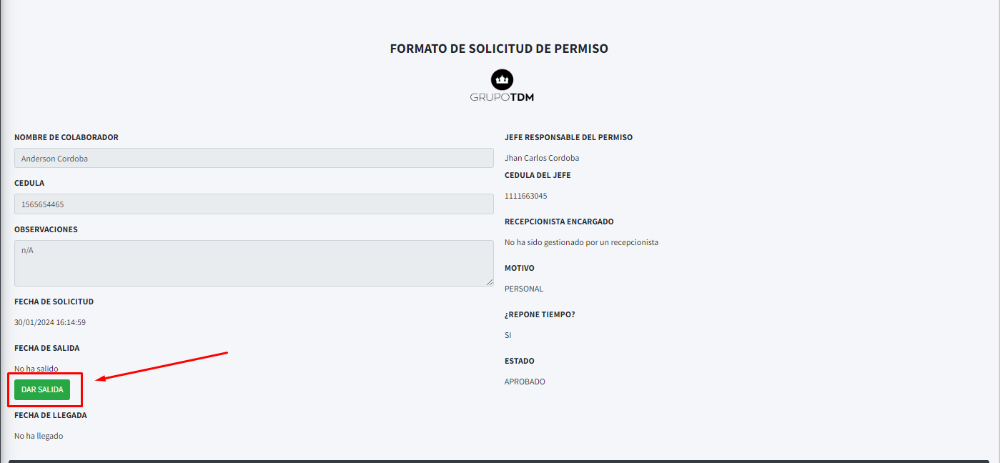 FORMATO DE SOLICITUD DE PERMISO
GRUPOTDM
NOMBRE DE COLABORADOR
Anderson Cordoba
CEDULA
1565654465
OBSERVACIONES
n/A
FECHA DE SOLICITUD
30/01/2024 16:14:59
FECHA DE SALIDA
No ha salido
DAR SALIDA
FECHA DE LLEGADA
No ha llegado
JEFE RESPONSABLE DEL PERMISO
Jhan Carlos Cordoba
CEDULA DEL JEFE
1111663045
RECEPCIONISTA ENCARGADO
No ha sido gestionado por un recepcionista
MOTIVO
PERSONAL
¿REPONE TIEMPO?
SI
ESTADO
APROBADO